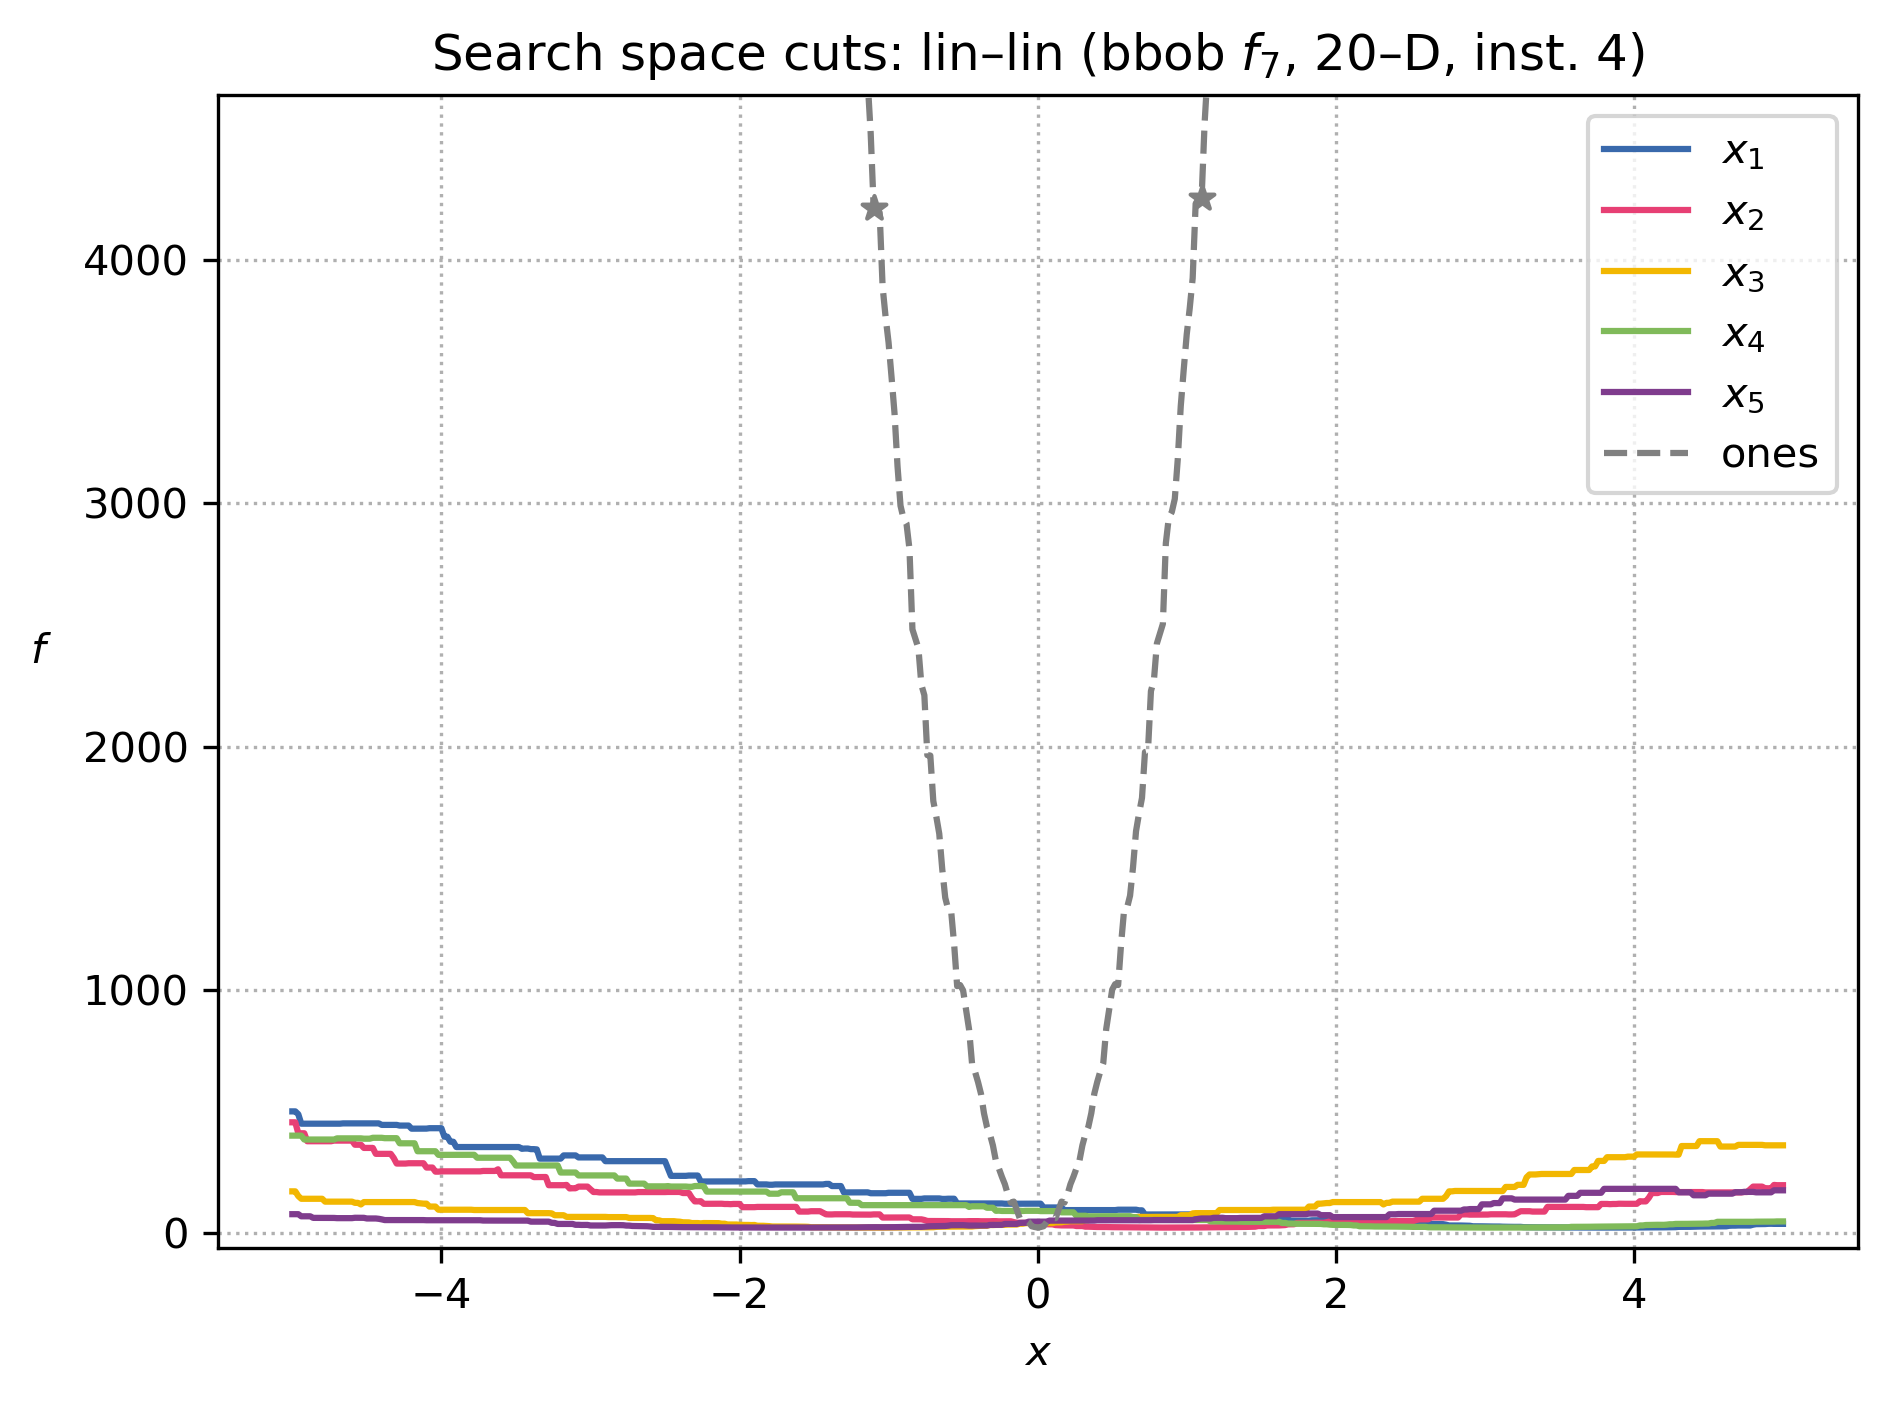 Search space cuts: lin–lin (bbob f₇, 20–D, inst. 4)
x₁
x₂
x₃
x₄
x₅
ones
4000
3000
2000
1000
0
f
−4 −2 0 2 4
x